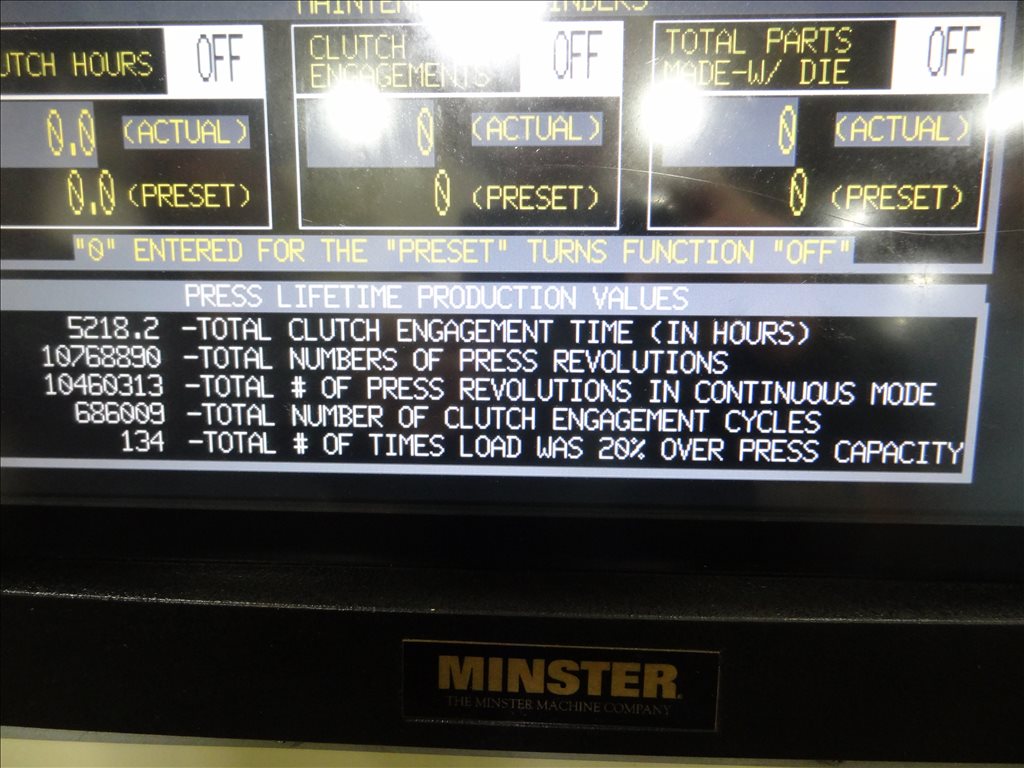 CLUTCH HOURS OFF
CLUTCH ENGAGEMENTS OFF
TOTAL PARTS MADE-W/ DIE OFF
0.0 (ACTUAL)
0 (ACTUAL)
0 (ACTUAL)
0.0 (PRESET)
0 (PRESET)
0 (PRESET)
"0" ENTERED FOR THE "PRESET" TURNS FUNCTION "OFF"
PRESS LIFETIME PRODUCTION VALUES
5218.2 -TOTAL CLUTCH ENGAGEMENT TIME (IN HOURS)
10768890 -TOTAL NUMBERS OF PRESS REVOLUTIONS
10460313 -TOTAL # OF PRESS REVOLUTIONS IN CONTINUOUS MODE
686009 -TOTAL NUMBER OF CLUTCH ENGAGEMENT CYCLES
134 -TOTAL # OF TIMES LOAD WAS 20% OVER PRESS CAPACITY
MINSTER
THE MINSTER MACHINE COMPANY